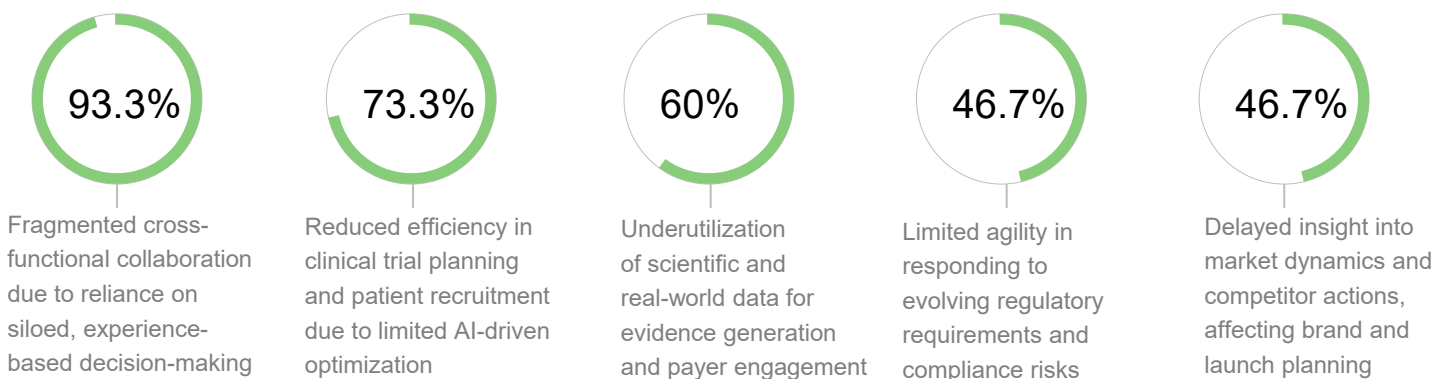 93.3%
Fragmented cross-
functional collaboration
due to reliance on
siloed, experience-
based decision-making
73.3%
Reduced efficiency in
clinical trial planning
and patient recruitment
due to limited AI-driven
optimization
60%
Underutilization
of scientific and
real-world data for
evidence generation
and payer engagement
46.7%
Limited agility in
responding to
evolving regulatory
requirements and
compliance risks
46.7%
Delayed insight into
market dynamics and
competitor actions,
affecting brand and
launch planning